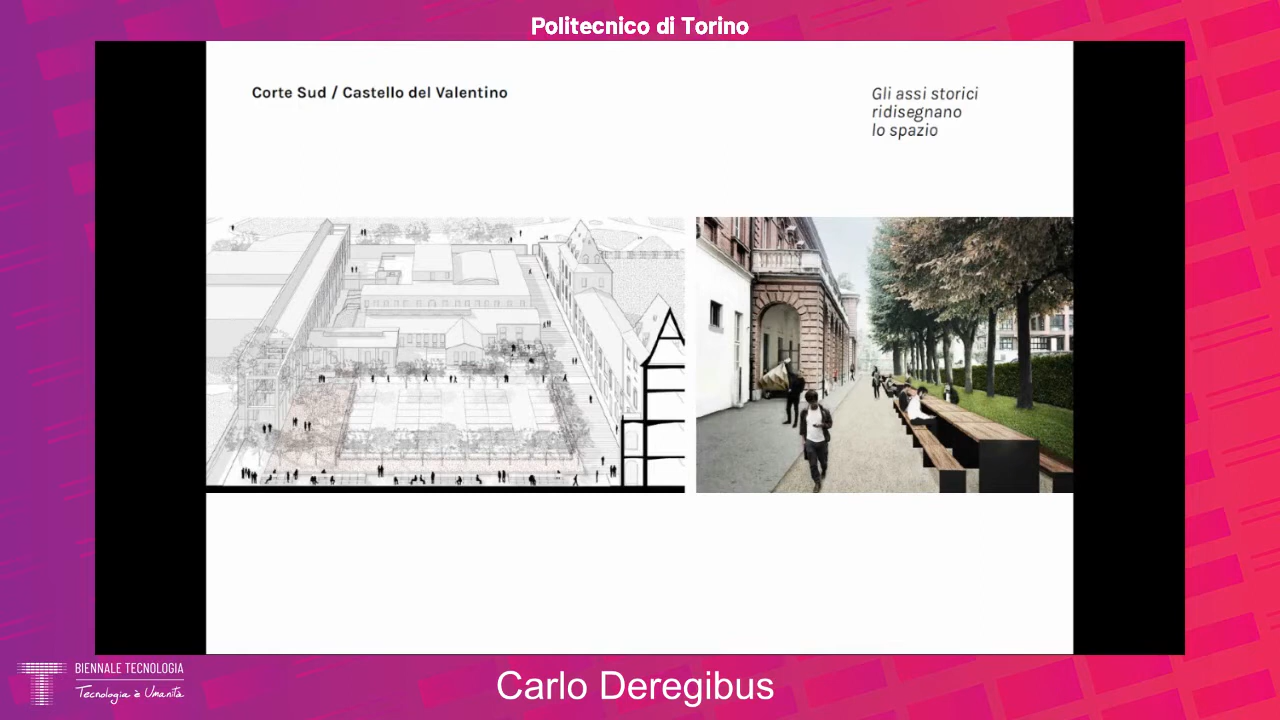 Politecnico di Torino
Corte Sud / Castello del Valentino
Gli assi storici
ridisegnano
lo spazio
BIENNALE TECNOLOGIA
Tecnologia è Umanità
Carlo Deregibus